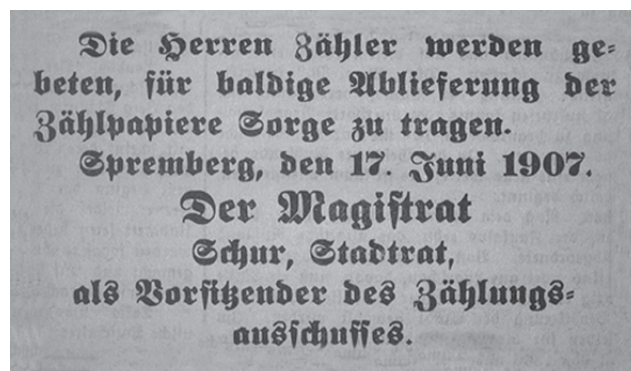 Die Herren Zähler werden ge-
beten, für baldige Ablieferung der
Zählpapiere Sorge zu tragen.
Spremberg, den 17. Juni 1907.
Der Magistrat
Schur, Stadtrat,
als Vorsitzender des Zählungs-
ausschusses.